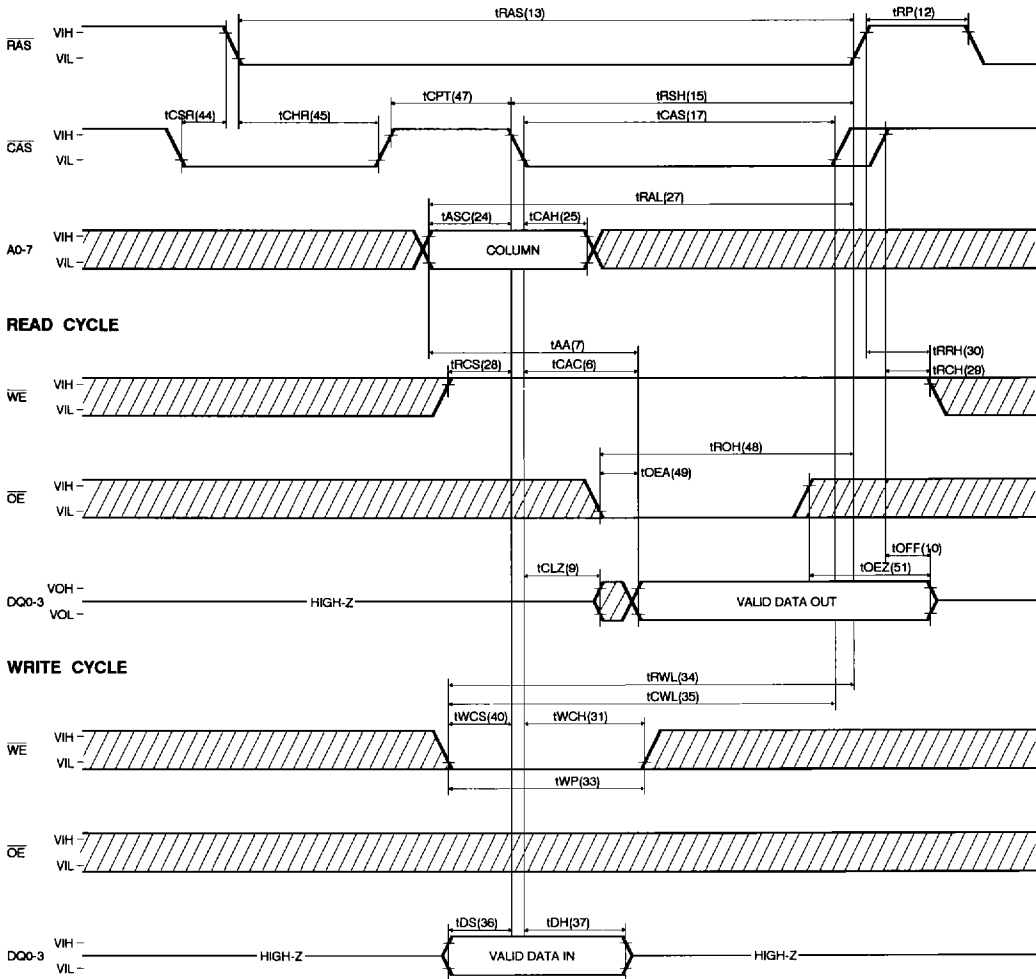 tRAS(13) tRP(12)
RAS VIH VIL
tCPT(47) tRSH(15)
tCSR(44) tCHR(45) tCAS(17)
CAS VIH VIL
tRAL(27)
tASC(24) tCAH(25)
A0-7 VIH VIL COLUMN
READ CYCLE
tAA(7) tRRH(30)
tRCS(28) tCAC(6) tRCH(29)
WE VIH VIL
tROH(48)
tOEA(49)
OE VIH VIL
tOFF(10)
tCLZ(9) tOEZ(51)
DQ0-3 VOH VOL HIGH-Z VALID DATA OUT
WRITE CYCLE
tRWL(34)
tCWL(35)
tWCS(40) tWCH(31)
WE VIH VIL
tWP(33)
OE VIH VIL
tDS(36) tDH(37)
DQ0-3 VIH VIL HIGH-Z VALID DATA IN HIGH-Z